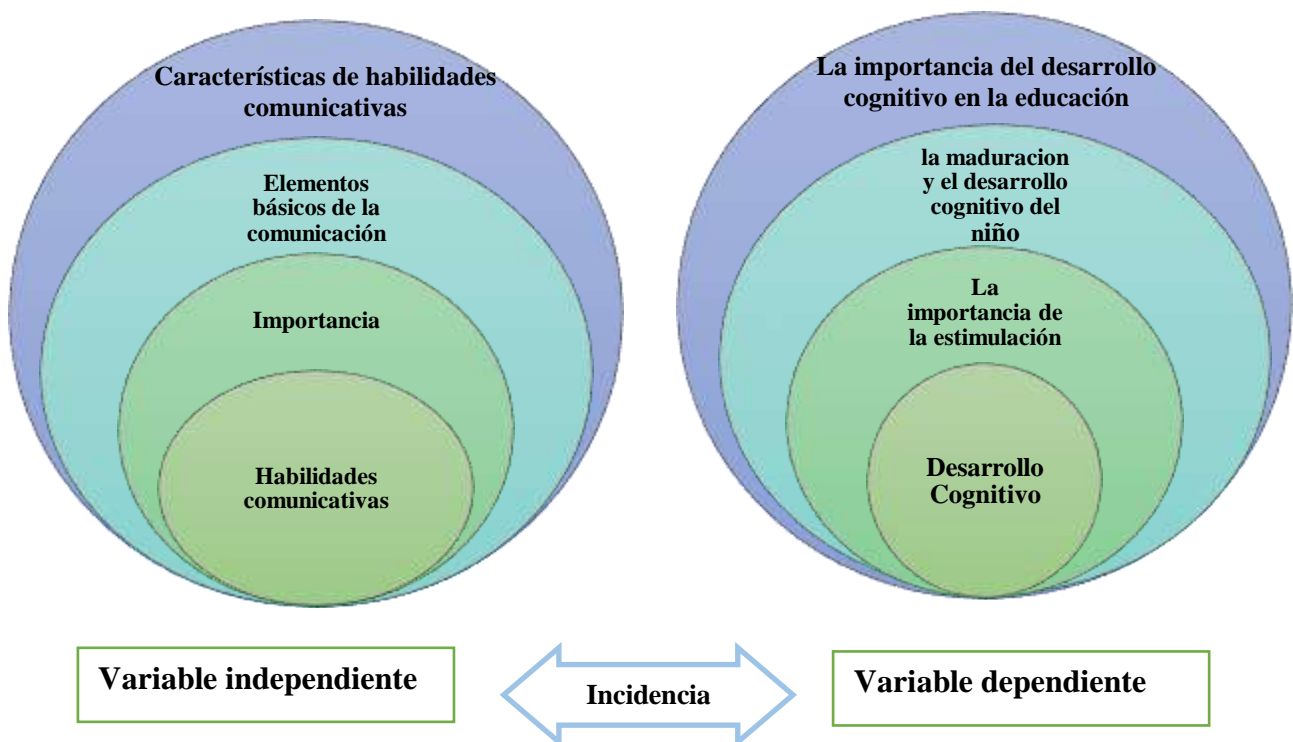 Características de habilidades
comunicativas
Elementos
básicos de la
comunicación
Importancia
Habilidades
comunicativas
La importancia del desarrollo
cognitivo en la educación
la maduracion
y el desarrollo
cognitivo del
niño
La
importancia de
la estimulación
Desarrollo
Cognitivo
Variable independiente
Incidencia
Variable dependiente